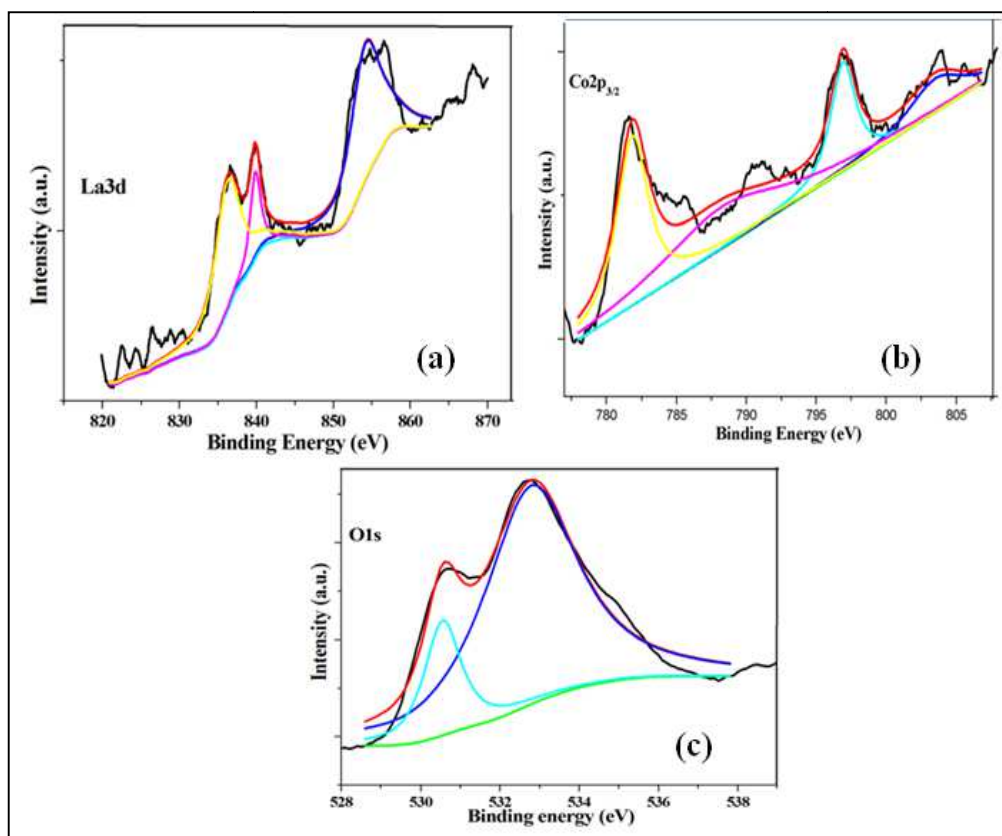 La3d
(a)
Intensity (a.u.)
820 830 840 850 860 870
Binding Energy (eV)
Co2p3/2
(b)
Intensity (a.u.)
780 785 790 795 800 805
Binding Energy (eV)
O1s
(c)
Intensity (a.u.)
528 530 532 534 536 538
Binding energy (eV)